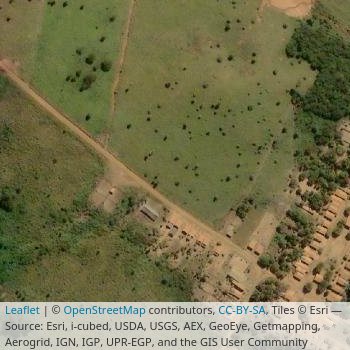 Leaflet | © OpenStreetMap contributors, CC-BY-SA, Tiles © Esri —
Source: Esri, i-cubed, USDA, USGS, AEX, GeoEye, Getmapping,
Aerogrid, IGN, IGP, UPR-EGP, and the GIS User Community